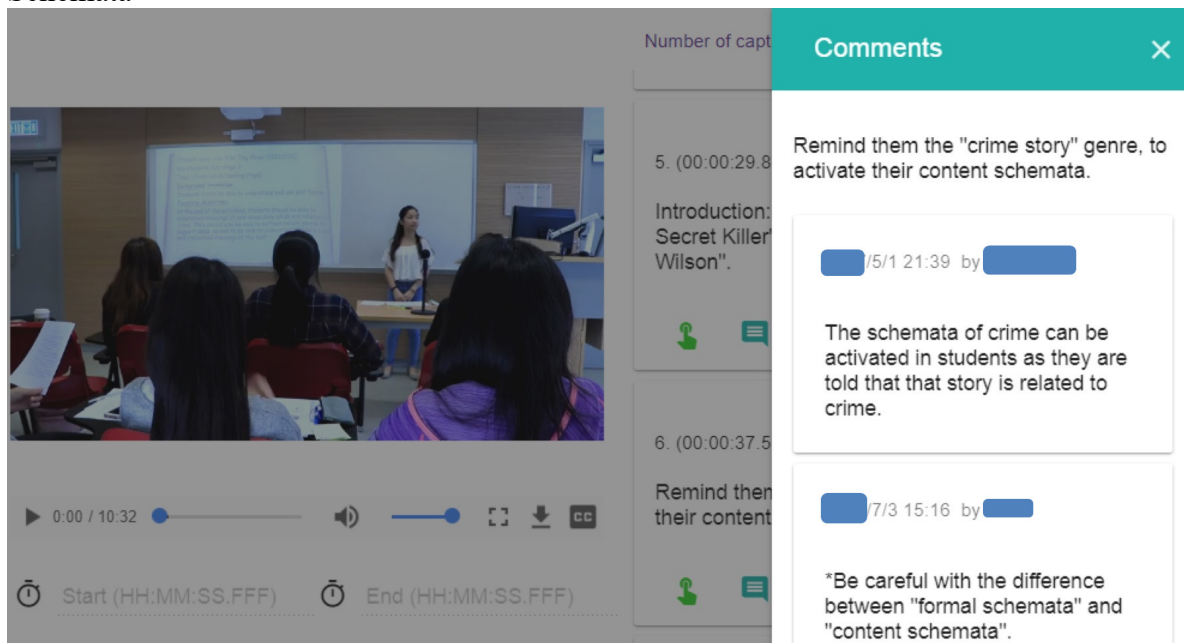 Number of capt
Comments
5. (00:00:29.8
Introduction:
Secret Killer"
Wilson".
6. (00:00:37.5
Remind then
their content
0:00 / 10:32
CC
Start (HH:MM:SS.FFF)
End (HH:MM:SS.FFF)
Remind them the "crime story" genre, to
activate their content schemata.
/5/1 21:39 by
The schemata of crime can be
activated in students as they are
told that that story is related to
crime.
/7/3 15:16 by
*Be careful with the difference
between "formal schemata" and
"content schemata".